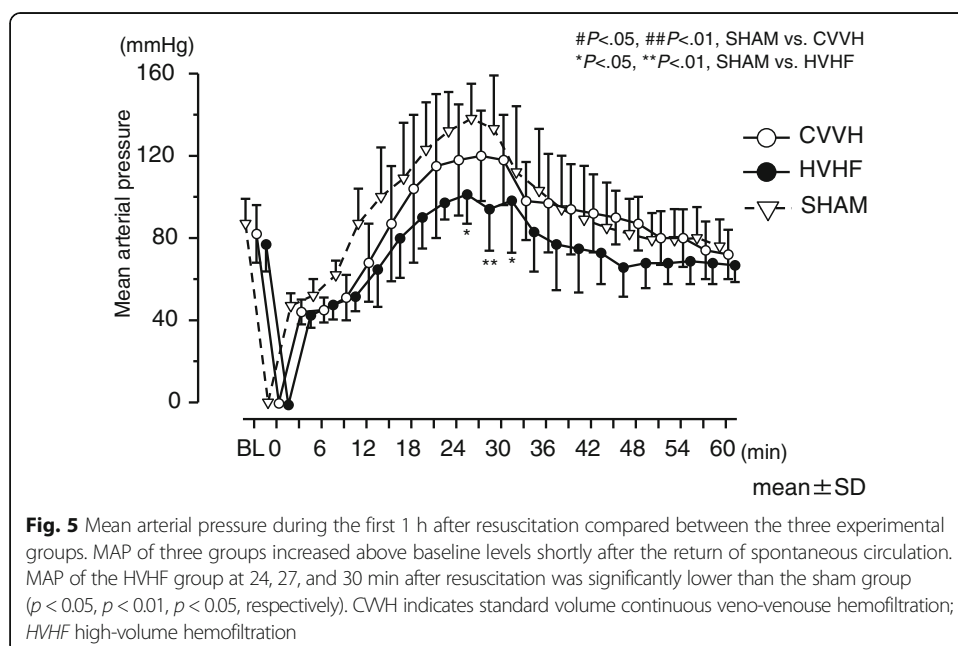 (mmHg)
#P<.05, ##P<.01, SHAM vs. CVVH
*P<.05, **P<.01, SHAM vs. HVHF
160
120
80
40
0
Mean arterial pressure
CVVH
HVHF
SHAM
*
**
*
BL 0 6 12 18 24 30 36 42 48 54 60 (min)
mean±SD
Fig. 5 Mean arterial pressure during the first 1 h after resuscitation compared between the three experimental
groups. MAP of three groups increased above baseline levels shortly after the return of spontaneous circulation.
MAP of the HVHF group at 24, 27, and 30 min after resuscitation was significantly lower than the sham group
(p < 0.05, p < 0.01, p < 0.05, respectively). CVVH indicates standard volume continuous veno-venouse hemofiltration;
HVHF high-volume hemofiltration